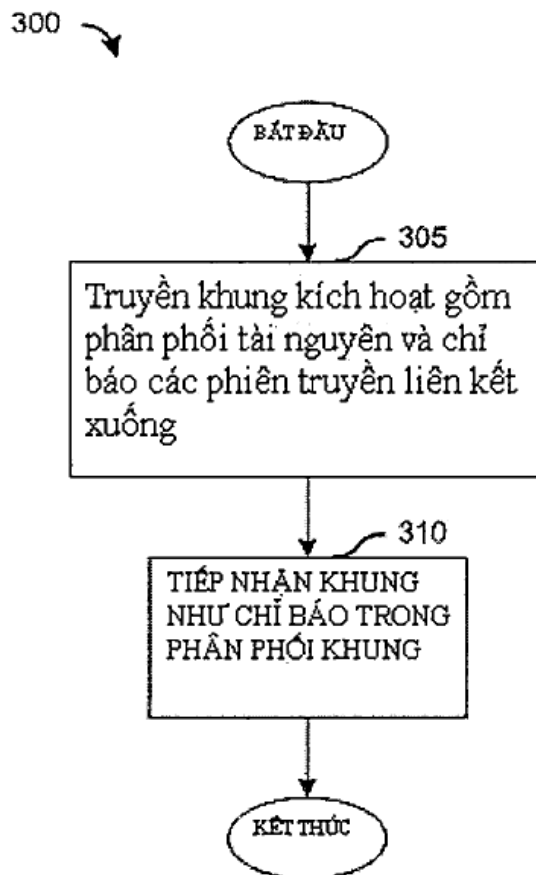 300
BẮT ĐẦU
305
Truyền khung kích hoạt gồm
phân phối tài nguyên và chỉ
báo các phiên truyền liên kết
xuống
310
TIẾP NHẬN KHUNG
NHƯ CHỈ BÁO TRONG
PHÂN PHỐI KHUNG
KẾT THÚC